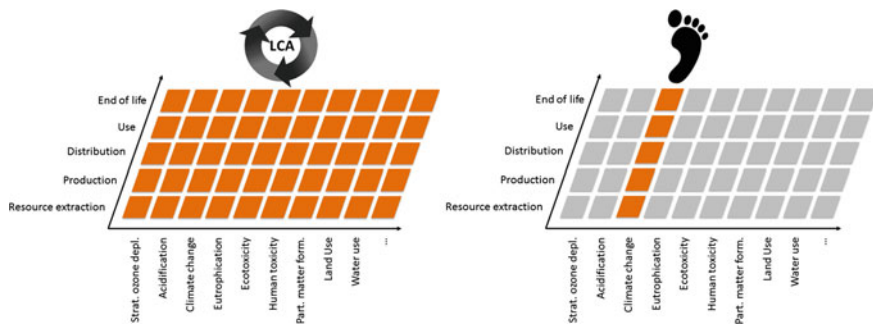 LCA
End of life
Use
Distribution
Production
Resource extraction
Strat. ozone depl.
Acidification
Climate change
Eutrophication
Ecotoxicity
Human toxicity
Part. matter form.
Land Use
Water use
...
End of life
Use
Distribution
Production
Resource extraction
Strat. ozone depl.
Acidification
Climate change
Eutrophication
Ecotoxicity
Human toxicity
Part. matter form.
Land Use
Water use
...